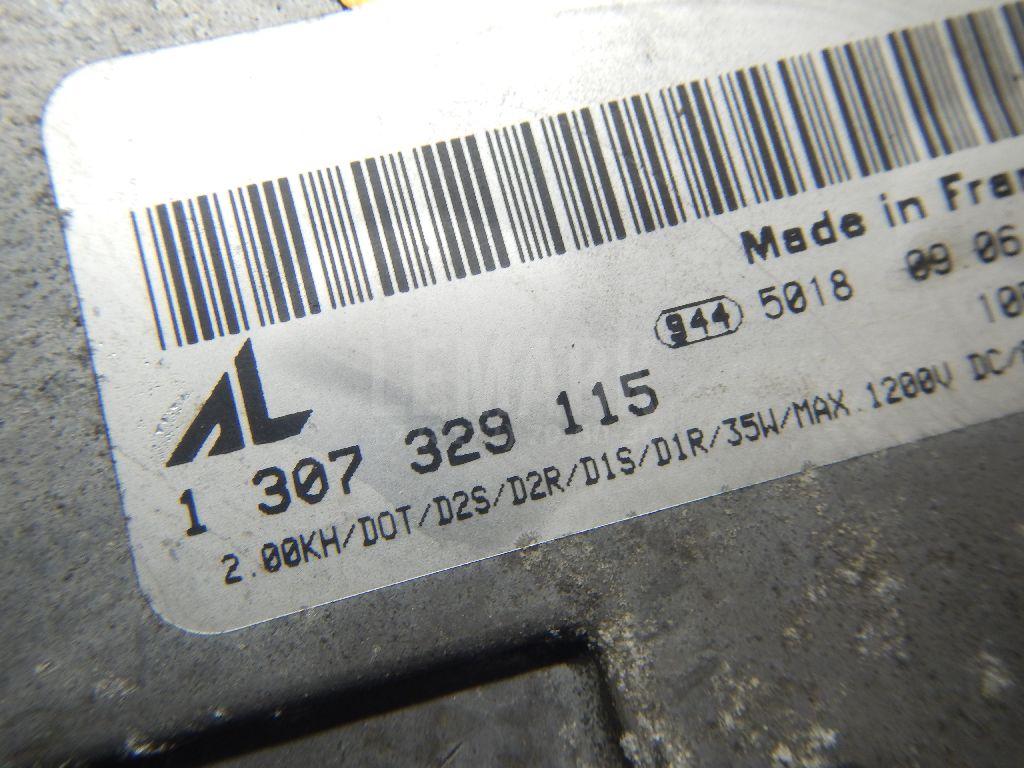 Made in Fran
944 5018 09.06
10
AL
1 307 329 115
2.00KH/DOT/D2S/D2R/D1S/D1R/35W/MAX.1200V DC/